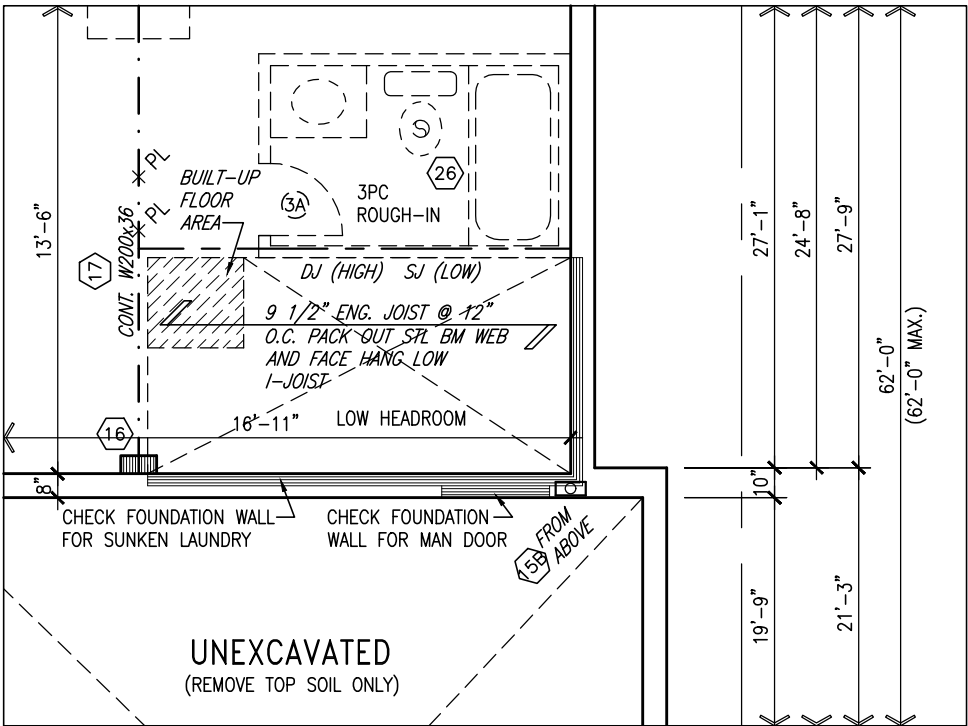 PL
PL
BUILT-UP
FLOOR
AREA
3A
3PC
ROUGH-IN
26
S
13'-6"
17
CONT. W200x36
DJ (HIGH) SJ (LOW)
9 1/2" ENG. JOIST @ 12"
O.C. PACK OUT STL BM WEB
AND FACE HANG LOW
I-JOIST
16
16'-11"
LOW HEADROOM
8"
CHECK FOUNDATION WALL
FOR SUNKEN LAUNDRY
CHECK FOUNDATION
WALL FOR MAN DOOR
15B
FROM
ABOVE
UNEXCAVATED
(REMOVE TOP SOIL ONLY)
27'-1"
24'-8"
27'-9"
62'-0"
(62'-0" MAX.)
10"
19'-9"
21'-3"